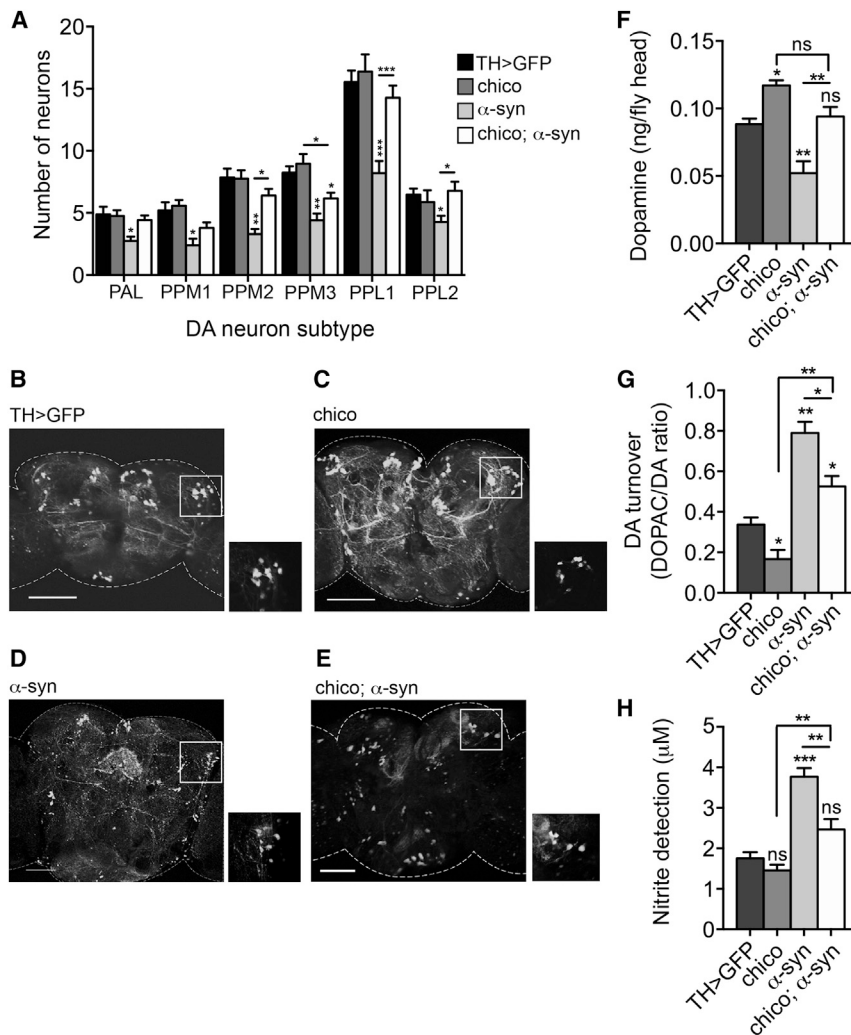 A
Number of neurons
20
15
10
5
0
TH>GFP
chico
α-syn
chico; α-syn
*
*
**
*
*
**
*
***
***
*
*
PAL PPM1 PPM2 PPM3 PPL1 PPL2
DA neuron subtype
B
TH>GFP
C
chico
D
α-syn
E
chico; α-syn
F
Dopamine (ng/fly head)
0.15
0.10
0.05
0.00
ns
*
**
ns
**
TH>GFP
chico
α-syn
chico; α-syn
G
DA turnover
(DOPAC/DA ratio)
1.0
0.8
0.6
0.4
0.2
0.0
**
*
**
*
*
TH>GFP
chico
α-syn
chico; α-syn
H
Nitrite detection (μM)
5
4
3
2
1
0
**
**
***
ns
ns
TH>GFP
chico
α-syn
chico; α-syn